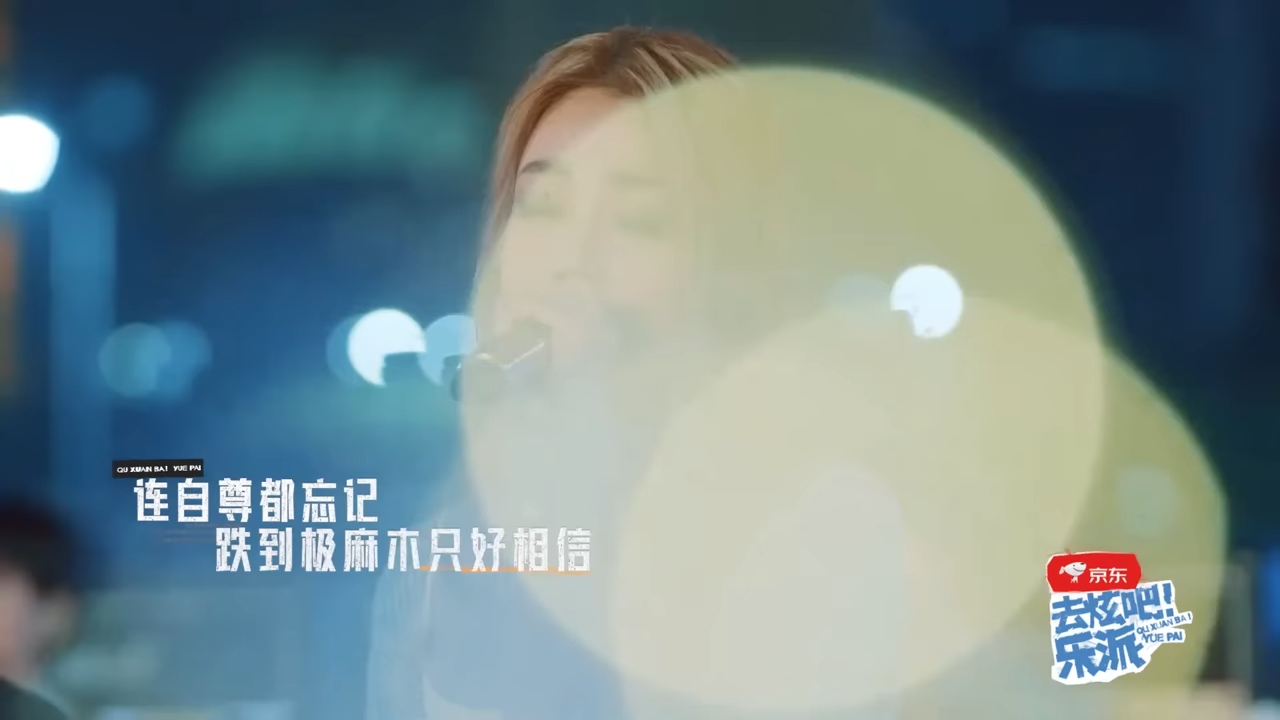 QU XUAN BA! YUE PAI
连自尊都忘记
跌到极麻木只好相信
京东
去炫吧!!
乐派
QU XUAN BA!
YUE PAI